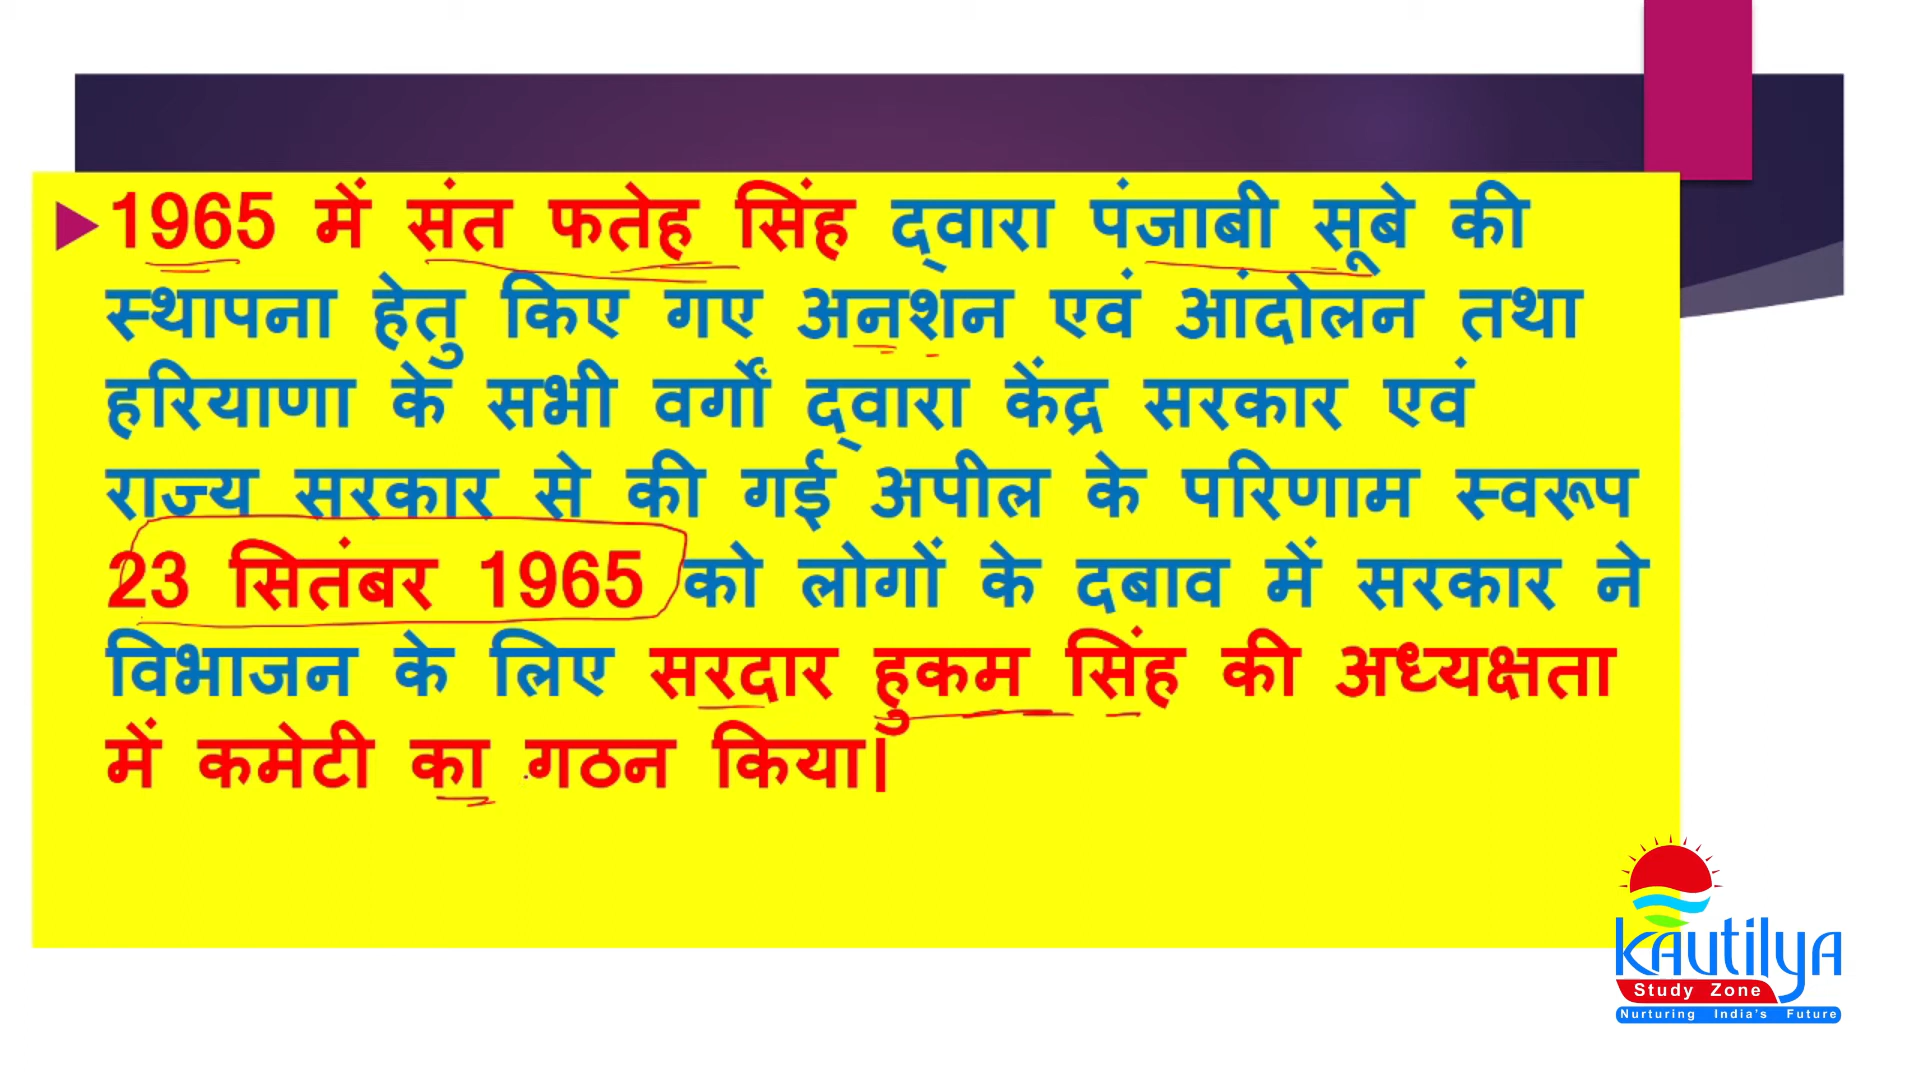 1965 में संत फतेह सिंह द्वारा पंजाबी सूबे की
स्थापना हेतु किए गए अनशन एवं आंदोलन तथा
हरियाणा के सभी वर्गों द्वारा केंद्र सरकार एवं
राज्य सरकार से की गई अपील के परिणाम स्वरूप
23 सितंबर 1965 को लोगों के दबाव में सरकार ने
विभाजन के लिए सरदार हुकम सिंह की अध्यक्षता
में कमेटी का गठन किया।
Kautilya
Study Zone
Nurturing India's Future